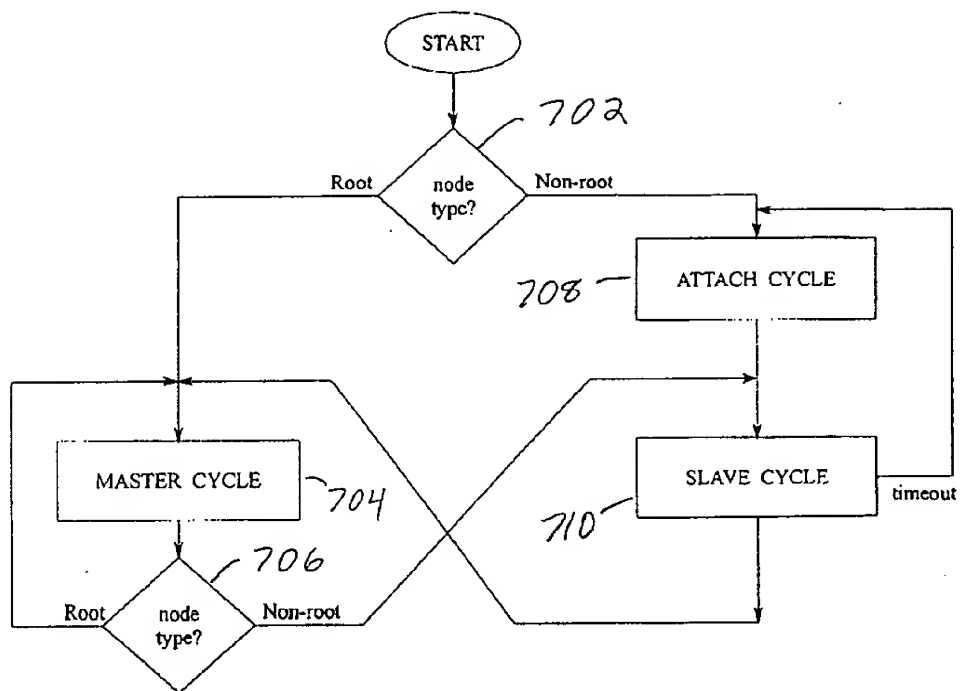 START
702
Root
node
type?
Non-root
708
ATTACH CYCLE
MASTER CYCLE
704
SLAVE CYCLE
710
timeout
706
Root
node
type?
Non-root